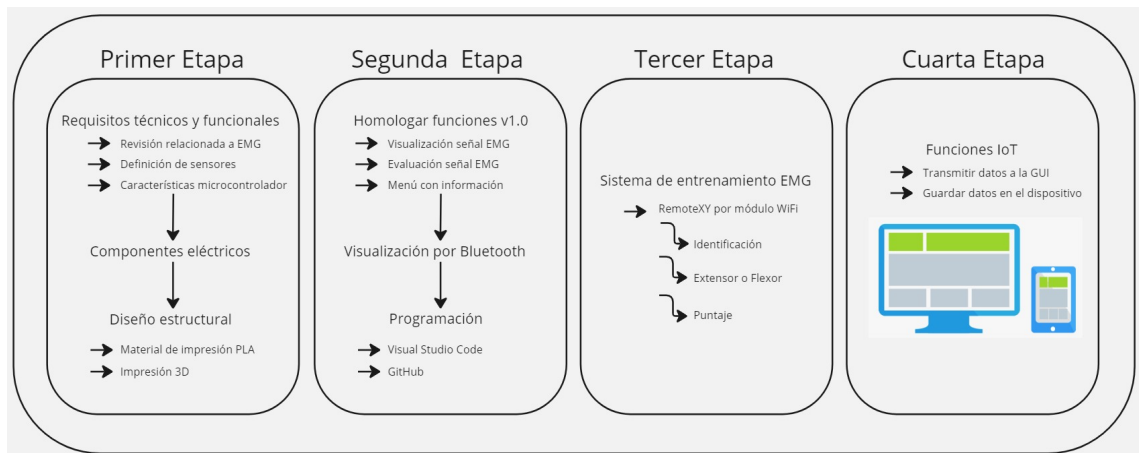 Primer Etapa
Requisitos técnicos y funcionales
Revisión relacionada a EMG
Definición de sensores
Características microcontrolador
Componentes eléctricos
Diseño estructural
Material de impresión PLA
Impresión 3D
Segunda Etapa
Homologar funciones v1.0
Visualización señal EMG
Evaluación señal EMG
Menú con información
Visualización por Bluetooth
Programación
Visual Studio Code
GitHub
Tercer Etapa
Sistema de entrenamiento EMG
RemoteXY por módulo WiFi
Identificación
Extensor o Flexor
Puntaje
Cuarta Etapa
Funciones IoT
Transmitir datos a la GUI
Guardar datos en el dispositivo